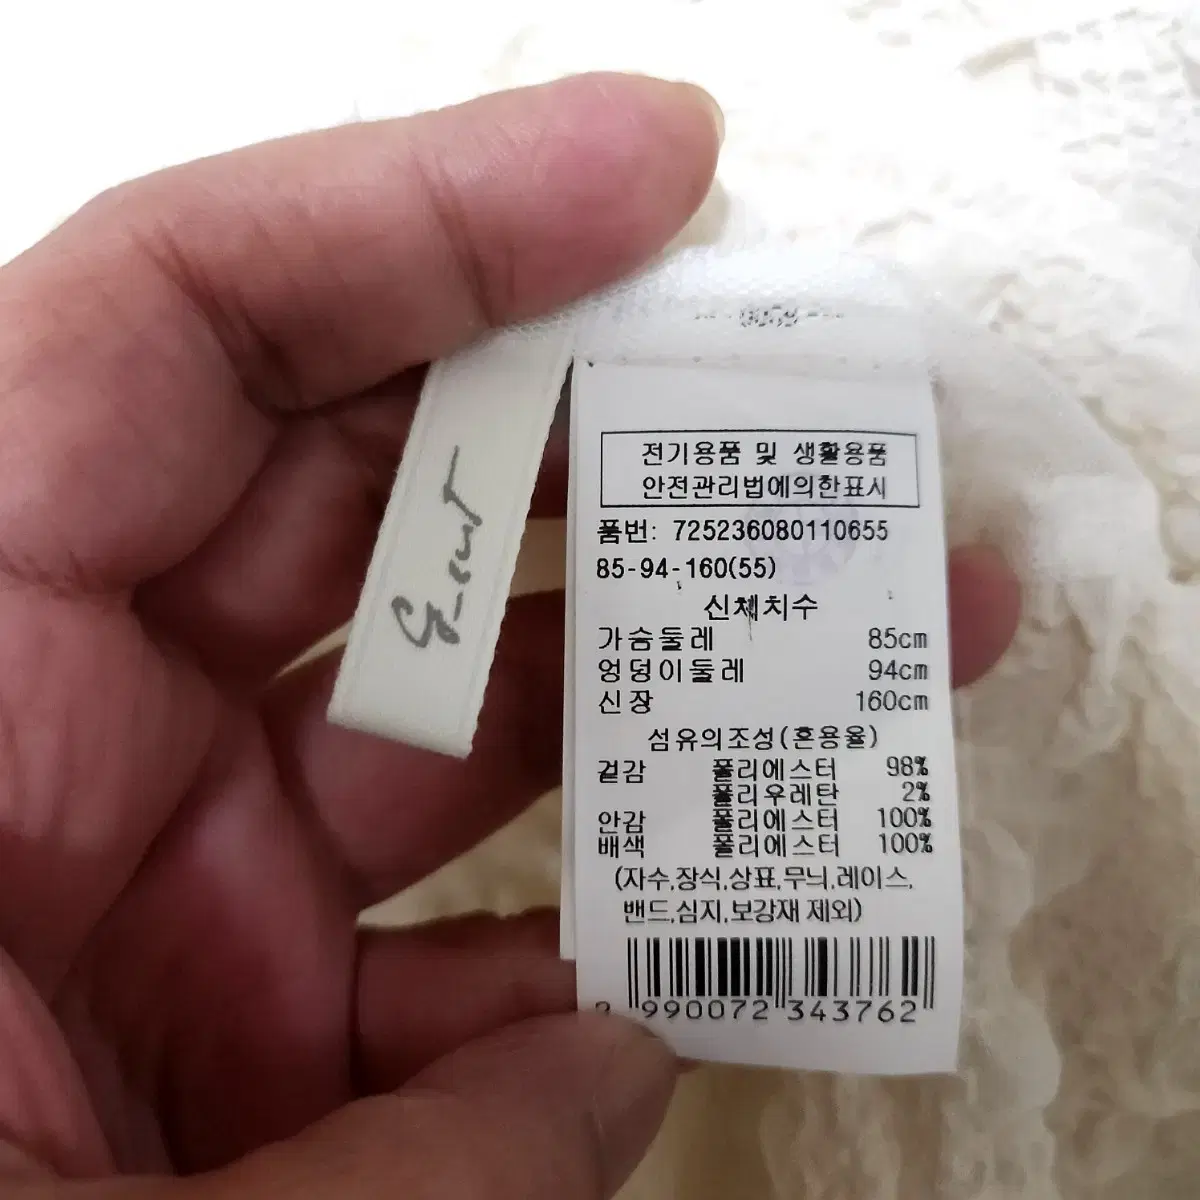 전기용품 및 생활용품
안전관리법에의한표시
품번: 725236080110655
85-94-160(55)
신체치수
가슴둘레 85cm
엉덩이둘레 94cm
신장 160cm
섬유의조성(혼용율)
겉감 폴리에스터 98%
폴리우레탄 2%
안감 폴리에스터 100%
배색 폴리에스터 100%
(자수,장식,상표,무늬,레이스,
밴드,심지,보강재 제외)
990072 343762